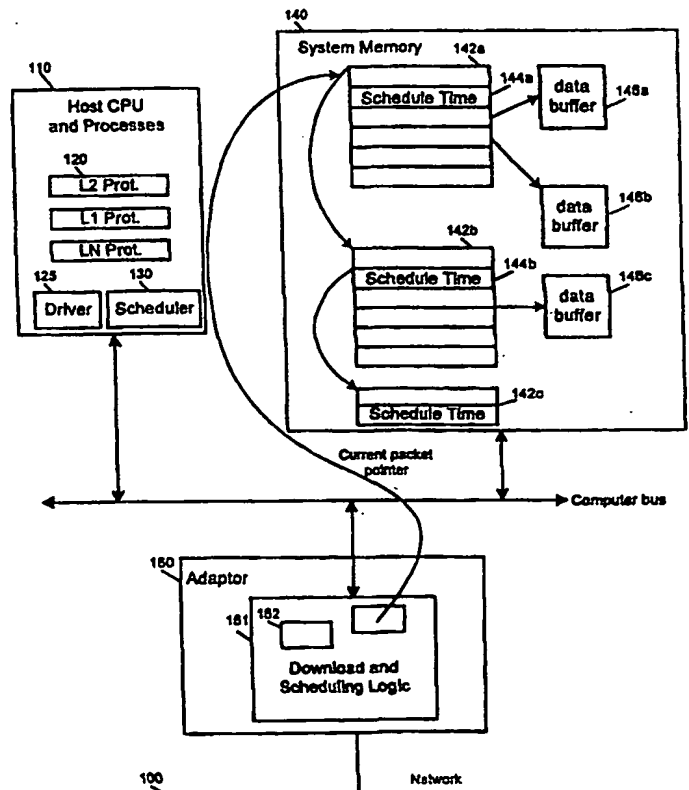 140
System Memory
142a
144a
Schedule Time
data
buffer
146a
110
Host CPU
and Processes
120
L2 Prot.
L1 Prot.
LN Prot.
125
130
Driver
Scheduler
data
buffer
146b
142b
144b
Schedule Time
data
buffer
146c
142c
Schedule Time
Current packet
pointer
Computer bus
160
Adaptor
161
162
Download and
Scheduling Logic
100
Network